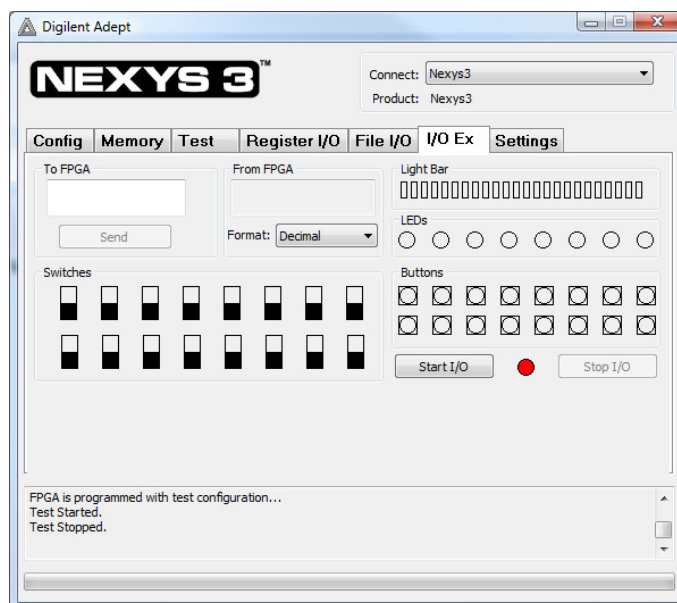 Digilent Adept
NEXYS 3™
Connect: Nexys3
Product: Nexys3
Config Memory Test Register I/O File I/O I/O Ex Settings
To FPGA
From FPGA
Light Bar
Send
Format: Decimal
LEDs
Switches
Buttons
Start I/O
Stop I/O
FPGA is programmed with test configuration...
Test Started.
Test Stopped.